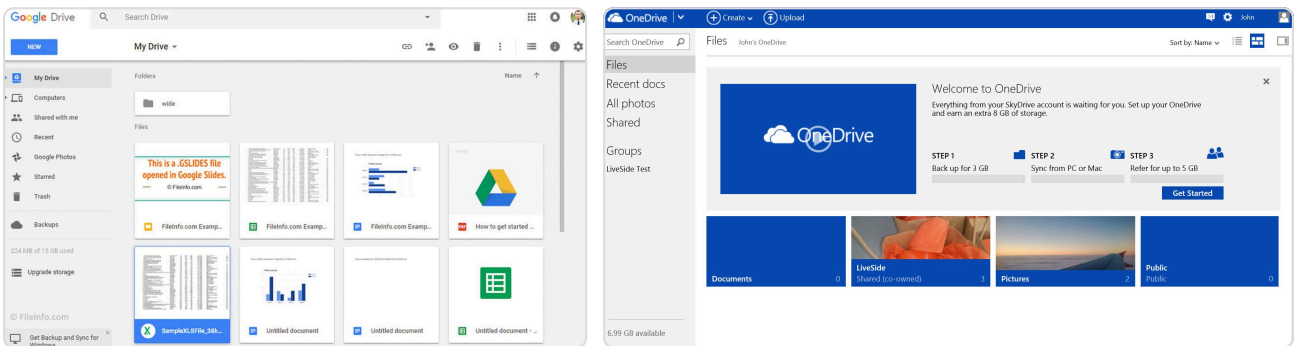 Google Drive
Search Drive
NEW
My Drive
My Drive
Computers
Shared with me
Recent
Google Photos
Starred
Trash
Backups
224 MB of 15 GB used
Upgrade storage
© FileInfo.com
Get Backup and Sync for
Windows
Folders
Name
wide
Files
This is a .GSLIDES file
opened in Google Slides.
© FileInfo.com
FileInfo.com Examp...
FileInfo.com Examp...
FileInfo.com Examp...
How to get started ...
SampleXLSFile_38k...
Untitled document
Untitled document
Untitled document - ...
OneDrive
Create
Upload
John
Search OneDrive
Files
John's OneDrive
Sort by: Name
Files
Recent docs
All photos
Shared
Groups
LiveSide Test
6.99 GB available
OneDrive
Welcome to OneDrive
Everything from your SkyDrive account is waiting for you. Set up your OneDrive
and earn an extra 8 GB of storage.
STEP 1
Back up for 3 GB
STEP 2
Sync from PC or Mac
STEP 3
Refer for up to 5 GB
Get Started
Documents
0
LiveSide
Shared (co-owned)
3
Pictures
2
Public
Public
0